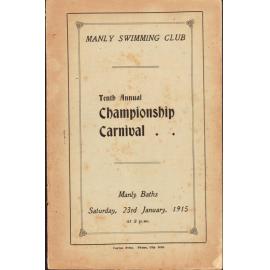 MANLY SWIMMING CLUB
Tenth Annual
Championship
Carnival . .
Manly Baths
Saturday, 23rd January, 1915
at 3 p.m.